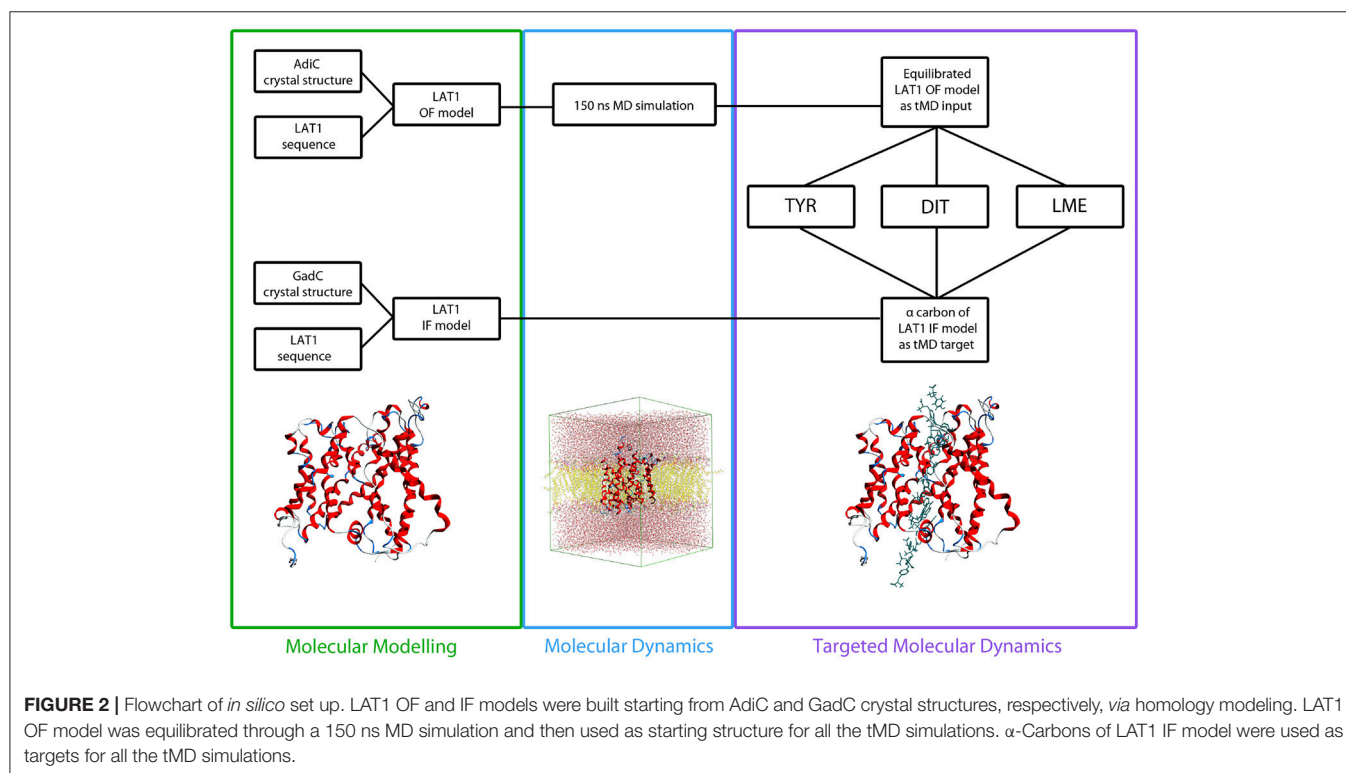 AdiC
crystal structure
LAT1
sequence
LAT1
OF model
150 ns MD simulation
Equilibrated
LAT1 OF model
as tMD input
TYR
DIT
LME
GadC
crystal structure
LAT1
sequence
LAT1
IF model
α carbon of
LAT1 IF model
as tMD target
Molecular Modelling
Molecular Dynamics
Targeted Molecular Dynamics
FIGURE 2 | Flowchart of in silico set up. LAT1 OF and IF models were built starting from AdiC and GadC crystal structures, respectively, via homology modeling. LAT1
OF model was equilibrated through a 150 ns MD simulation and then used as starting structure for all the tMD simulations. α-Carbons of LAT1 IF model were used as
targets for all the tMD simulations.